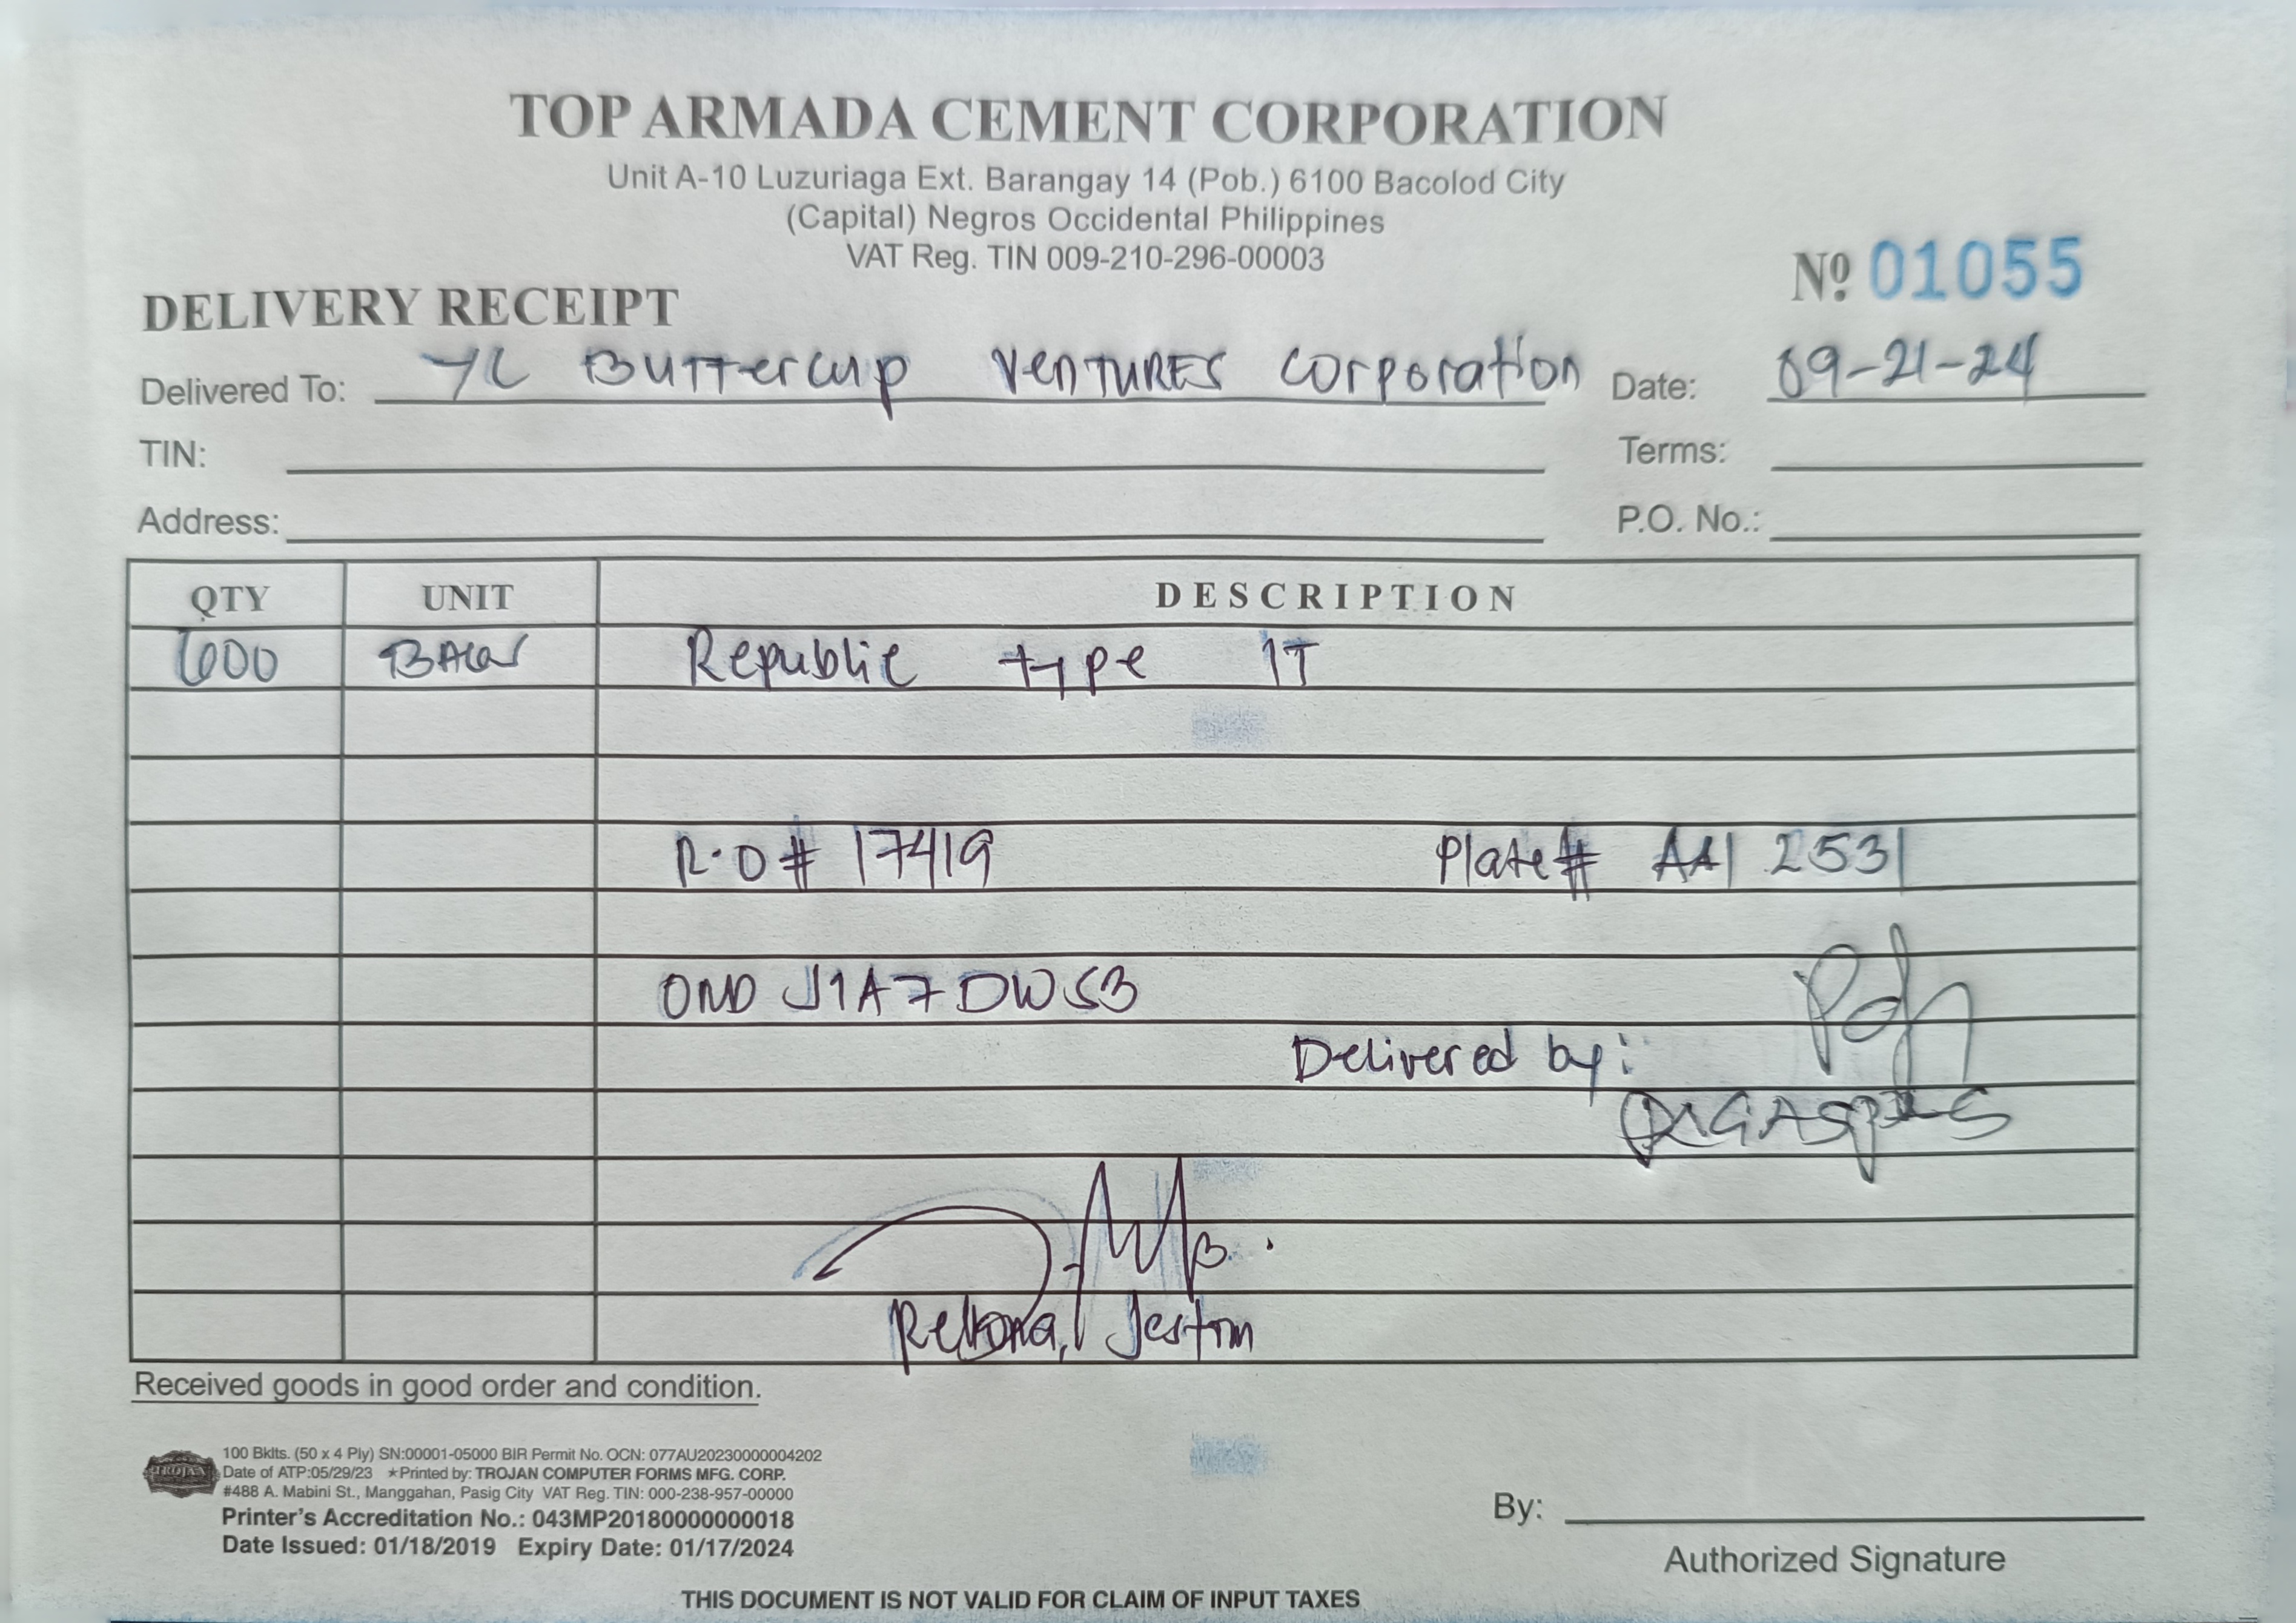 TOP ARMADA CEMENT CORPORATION
Unit A-10 Luzuriaga Ext. Barangay 14 (Pob.) 6100 Bacolod City
(Capital) Negros Occidental Philippines
VAT Reg. TIN 009-210-296-00003
Nº 01055
DELIVERY RECEIPT
Delivered To: YL Buttercup Ventures Corporation Date: 09-21-24
TIN: Terms:
Address: P.O. No.:
QTY UNIT DESCRIPTION
600 Republic type 1T
R.O # 17419 Plate# AAI 2531
OND J1A7DWS3
Delivered by:
Jestom
Received goods in good order and condition.
TROJAN
100 Bklts. (50 x 4 Ply) SN:00001-05000 BIR Permit No. OCN: 077AU20230000004202
Date of ATP:05/29/23 ★Printed by: TROJAN COMPUTER FORMS MFG. CORP.
#488 A. Mabini St., Manggahan, Pasig City VAT Reg. TIN: 000-238-957-00000
Printer's Accreditation No.: 043MP20180000000018
Date Issued: 01/18/2019 Expiry Date: 01/17/2024
By:
Authorized Signature
THIS DOCUMENT IS NOT VALID FOR CLAIM OF INPUT TAXES